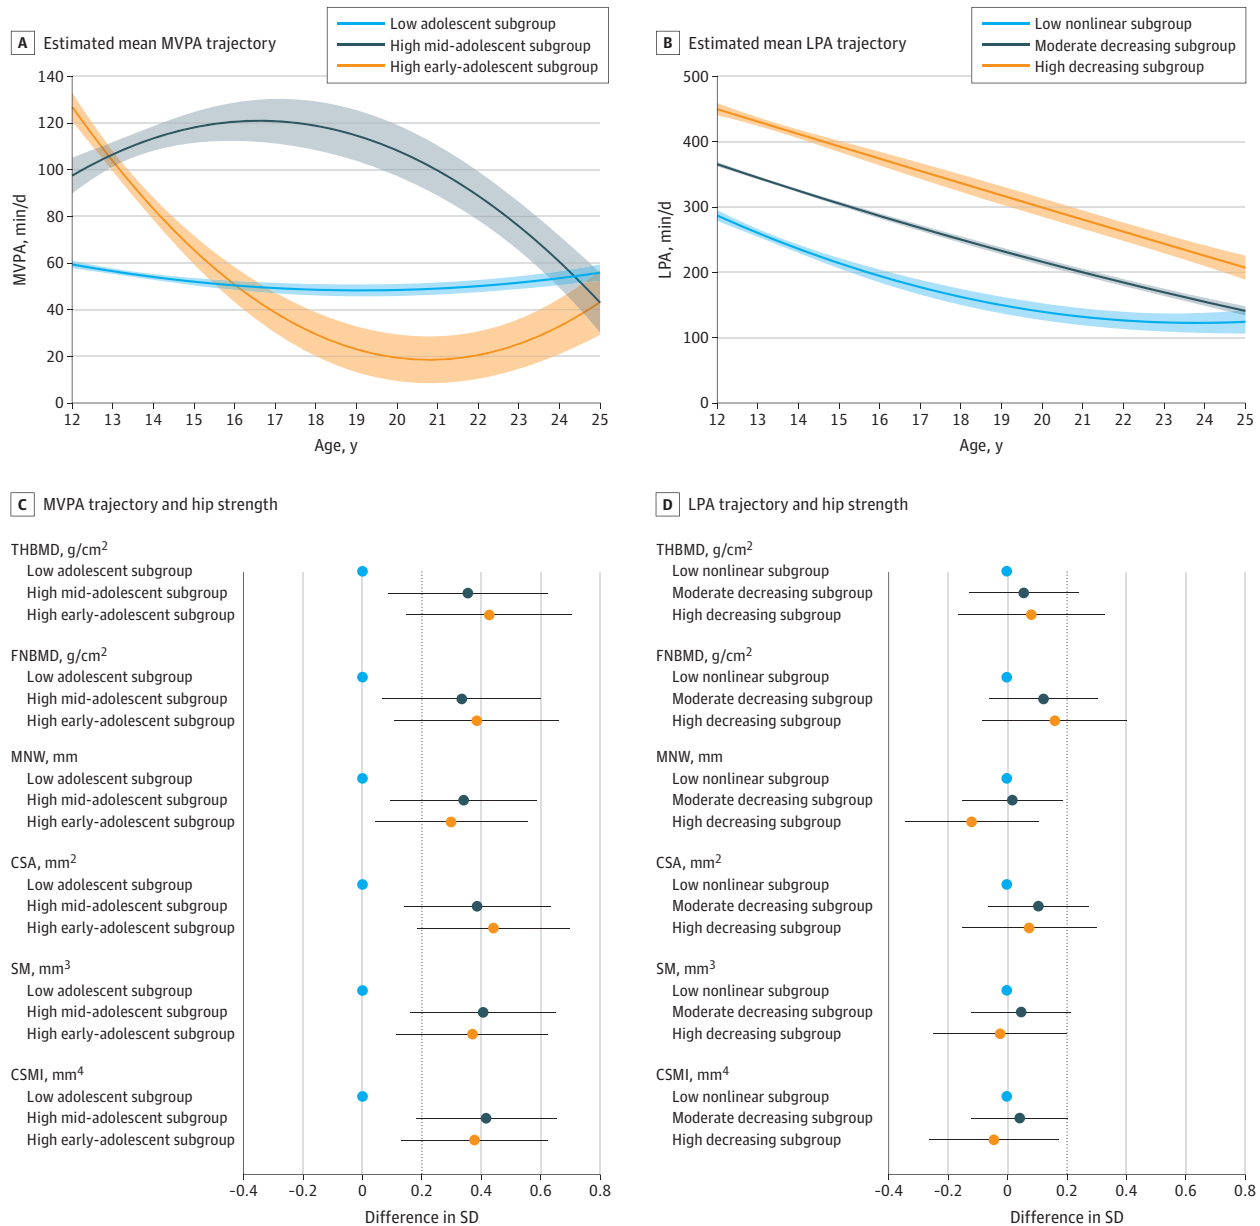 A Estimated mean MVPA trajectory
Low adolescent subgroup
High mid-adolescent subgroup
High early-adolescent subgroup
140
120
100
80
60
40
20
0
MVPA, min/d
12 13 14 15 16 17 18 19 20 21 22 23 24 25
Age, y
B Estimated mean LPA trajectory
Low nonlinear subgroup
Moderate decreasing subgroup
High decreasing subgroup
500
400
300
200
100
0
LPA, min/d
12 13 14 15 16 17 18 19 20 21 22 23 24 25
Age, y
C MVPA trajectory and hip strength
THBMD, g/cm2
Low adolescent subgroup
High mid-adolescent subgroup
High early-adolescent subgroup
FNBMD, g/cm2
Low adolescent subgroup
High mid-adolescent subgroup
High early-adolescent subgroup
MNW, mm
Low adolescent subgroup
High mid-adolescent subgroup
High early-adolescent subgroup
CSA, mm2
Low adolescent subgroup
High mid-adolescent subgroup
High early-adolescent subgroup
SM, mm3
Low adolescent subgroup
High mid-adolescent subgroup
High early-adolescent subgroup
CSMI, mm4
Low adolescent subgroup
High mid-adolescent subgroup
High early-adolescent subgroup
-0.4 -0.2 0 0.2 0.4 0.6 0.8
Difference in SD
D LPA trajectory and hip strength
THBMD, g/cm2
Low nonlinear subgroup
Moderate decreasing subgroup
High decreasing subgroup
FNBMD, g/cm2
Low nonlinear subgroup
Moderate decreasing subgroup
High decreasing subgroup
MNW, mm
Low nonlinear subgroup
Moderate decreasing subgroup
High decreasing subgroup
CSA, mm2
Low nonlinear subgroup
Moderate decreasing subgroup
High decreasing subgroup
SM, mm3
Low nonlinear subgroup
Moderate decreasing subgroup
High decreasing subgroup
CSMI, mm4
Low nonlinear subgroup
Moderate decreasing subgroup
High decreasing subgroup
-0.4 -0.2 0 0.2 0.4 0.6 0.8
Difference in SD